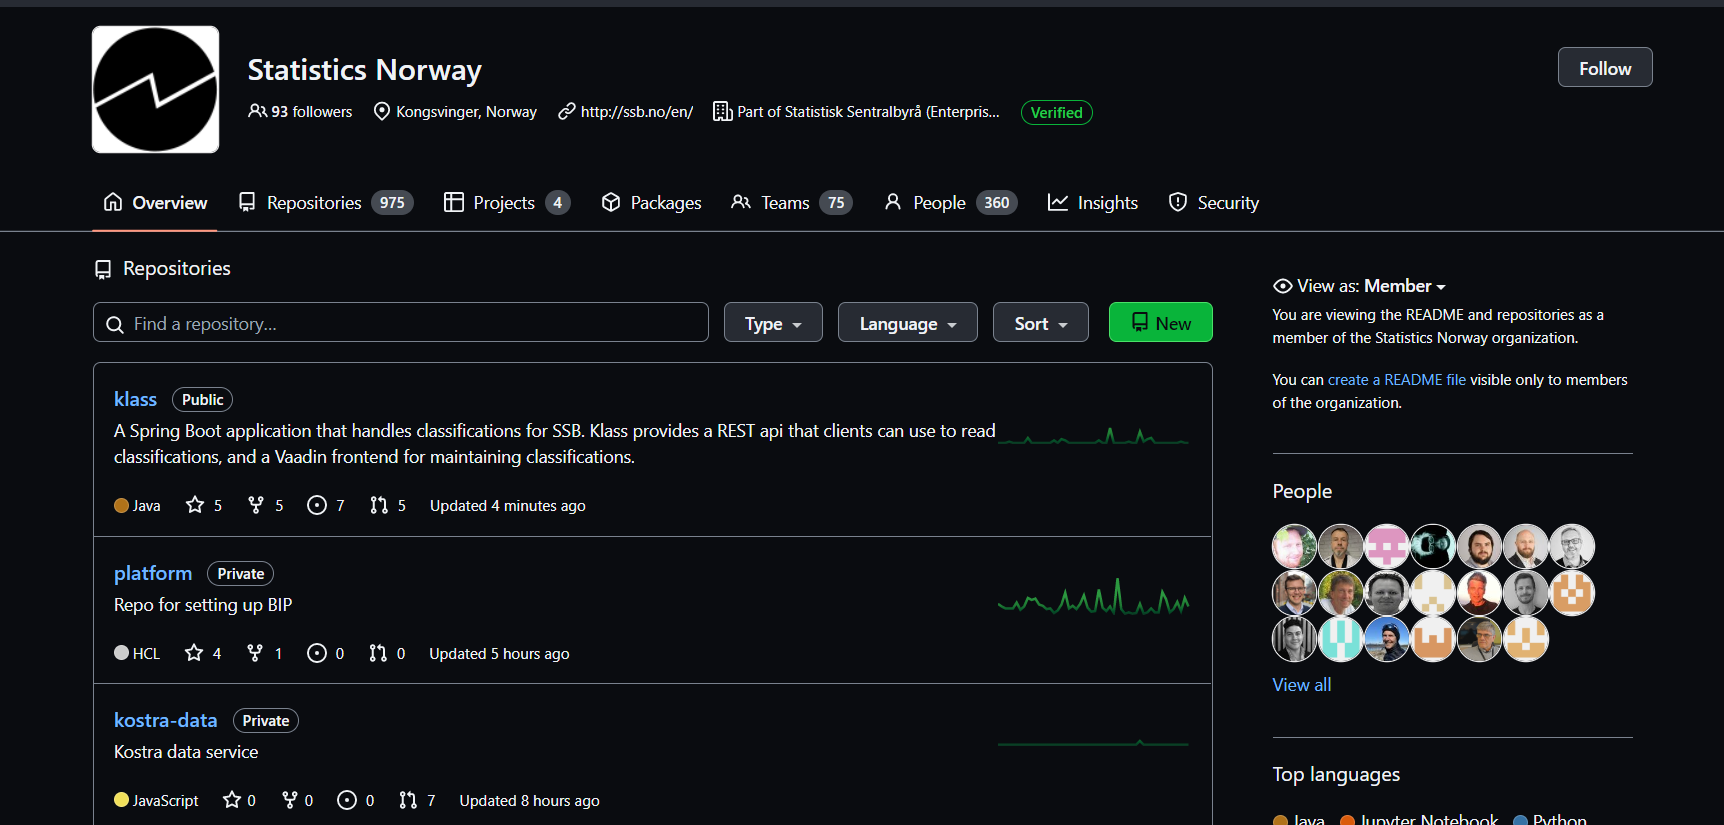 Statistics Norway
Follow
93 followers Kongsvinger, Norway http://ssb.no/en/ Part of Statistisk Sentralbyrå (Enterpris... Verified
Overview Repositories 975 Projects 4 Packages Teams 75 People 360 Insights Security
Repositories
Find a repository... Type Language Sort New
klass Public
A Spring Boot application that handles classifications for SSB. Klass provides a REST api that clients can use to read
classifications, and a Vaadin frontend for maintaining classifications.
Java 5 5 7 5 Updated 4 minutes ago
platform Private
Repo for setting up BIP
HCL 4 1 0 0 Updated 5 hours ago
kostra-data Private
Kostra data service
JavaScript 0 0 0 7 Updated 8 hours ago
View as: Member
You are viewing the README and repositories as a
member of the Statistics Norway organization.
You can create a README file visible only to members
of the organization.
People
View all
Top languages
Java Jupyter Notebook Python